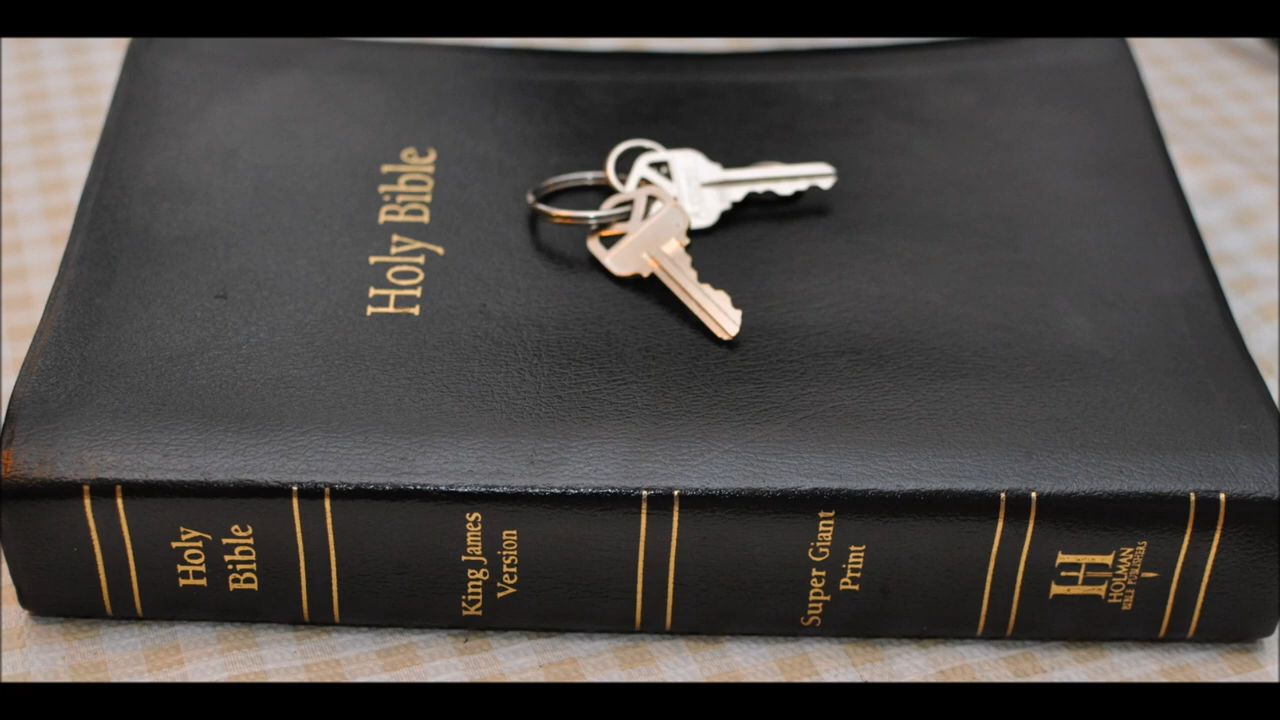 Holy Bible
Holy
Bible
King James
Version
Super Giant
Print
HOLMAN
BIBLE PUBLISHERS